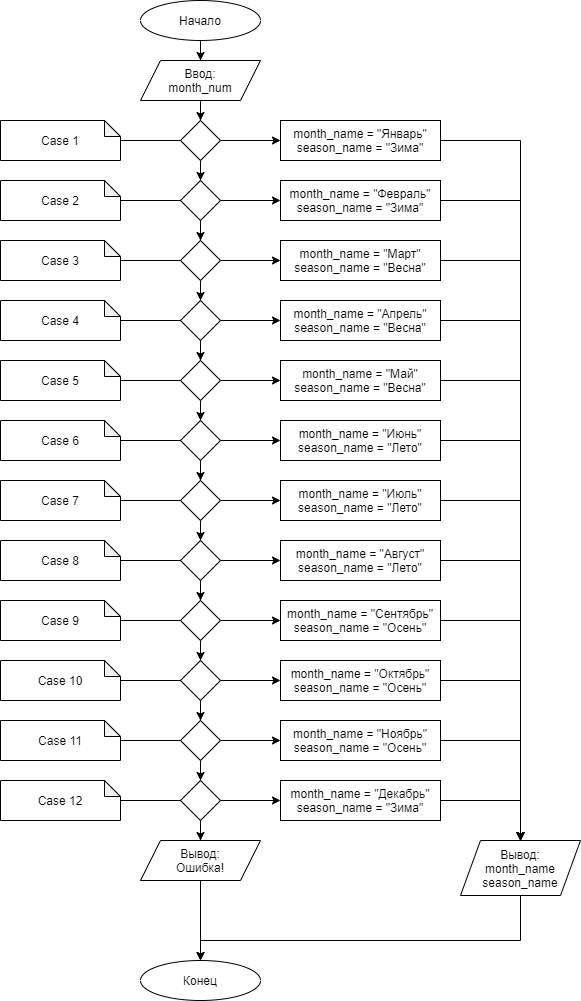 Начало
Ввод:
month_num
Case 1
month_name = "Январь"
season_name = "Зима"
Case 2
month_name = "Февраль"
season_name = "Зима"
Case 3
month_name = "Март"
season_name = "Весна"
Case 4
month_name = "Апрель"
season_name = "Весна"
Case 5
month_name = "Май"
season_name = "Весна"
Case 6
month_name = "Июнь"
season_name = "Лето"
Case 7
month_name = "Июль"
season_name = "Лето"
Case 8
month_name = "Август"
season_name = "Лето"
Case 9
month_name = "Сентябрь"
season_name = "Осень"
Case 10
month_name = "Октябрь"
season_name = "Осень"
Case 11
month_name = "Ноябрь"
season_name = "Осень"
Case 12
month_name = "Декабрь"
season_name = "Зима"
Вывод:
Ошибка!
Вывод:
month_name
season_name
Конец